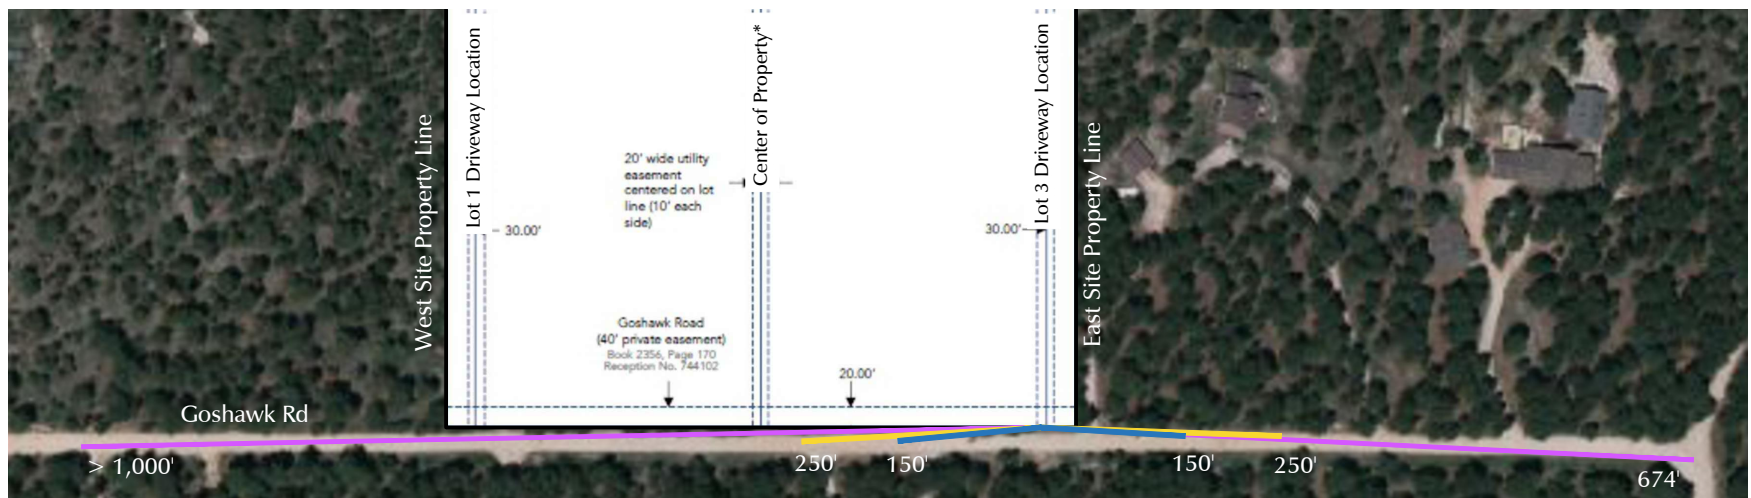 West Site Property Line
Lot 1 Driveway Location
Center of Property*
Lot 3 Driveway Location
East Site Property Line
20' wide utility
easement
centered on lot
line (10' each
side)
30.00'
30.00'
Goshawk Road
(40' private easement)
Book 2356, Page 170
Reception No. 744102
20.00'
Goshawk Rd
> 1,000'
250'
150'
150'
250'
674'